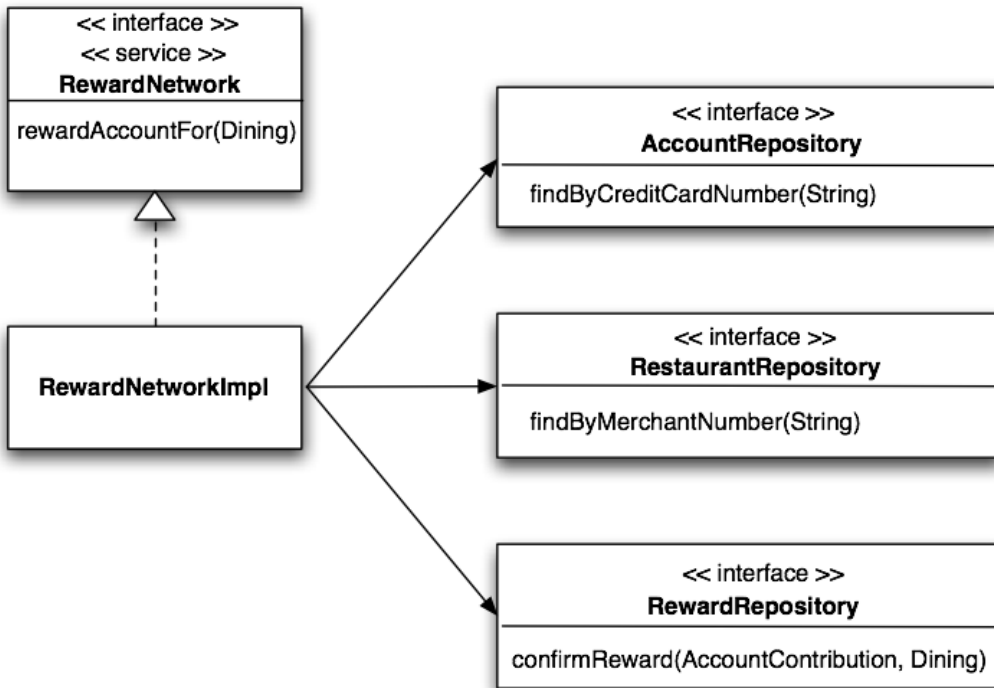 << interface >>
<< service >>
RewardNetwork
rewardAccountFor(Dining)
RewardNetworkImpl
<< interface >>
AccountRepository
findByCreditCardNumber(String)
<< interface >>
RestaurantRepository
findByMerchantNumber(String)
<< interface >>
RewardRepository
confirmReward(AccountContribution, Dining)